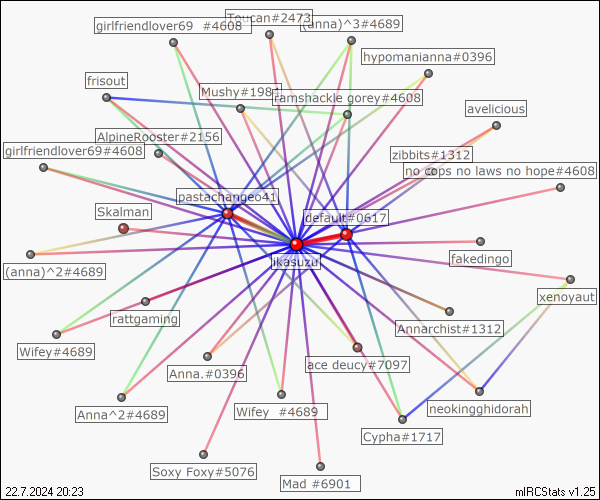 girlfriendlover69 #4608
Toucan#2473
(anna)^3#4689
hypomanianna#0396
frisout
Mushy#1984
ramshackle gorey#4608
avelicious
AlpineRooster#2156
girlfriendlover69#4608
zibbits#1312
no cops no laws no hope#4608
pastachangeo41
Skalman
default#0617
ikasuzu
fakedingo
(anna)^2#4689
xenoyaut
rattgaming
Annarchist#1312
Wifey#4689
Anna.#0396
ace deucy#7097
Anna^2#4689
Wifey #4689
neokingghidorah
Cypha#1717
Soxy Foxy#5076
Mad #6901
22.7.2024 20:23
mIRCStats v1.25